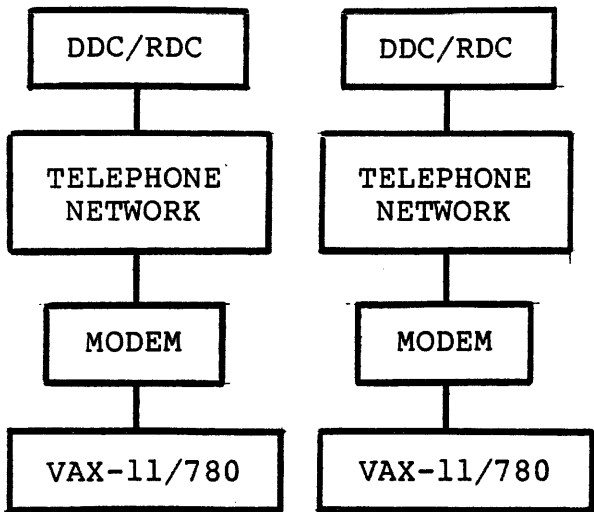 DDC/RDC
TELEPHONE
NETWORK
MODEM
VAX-11/780
DDC/RDC
TELEPHONE
NETWORK
MODEM
VAX-11/780